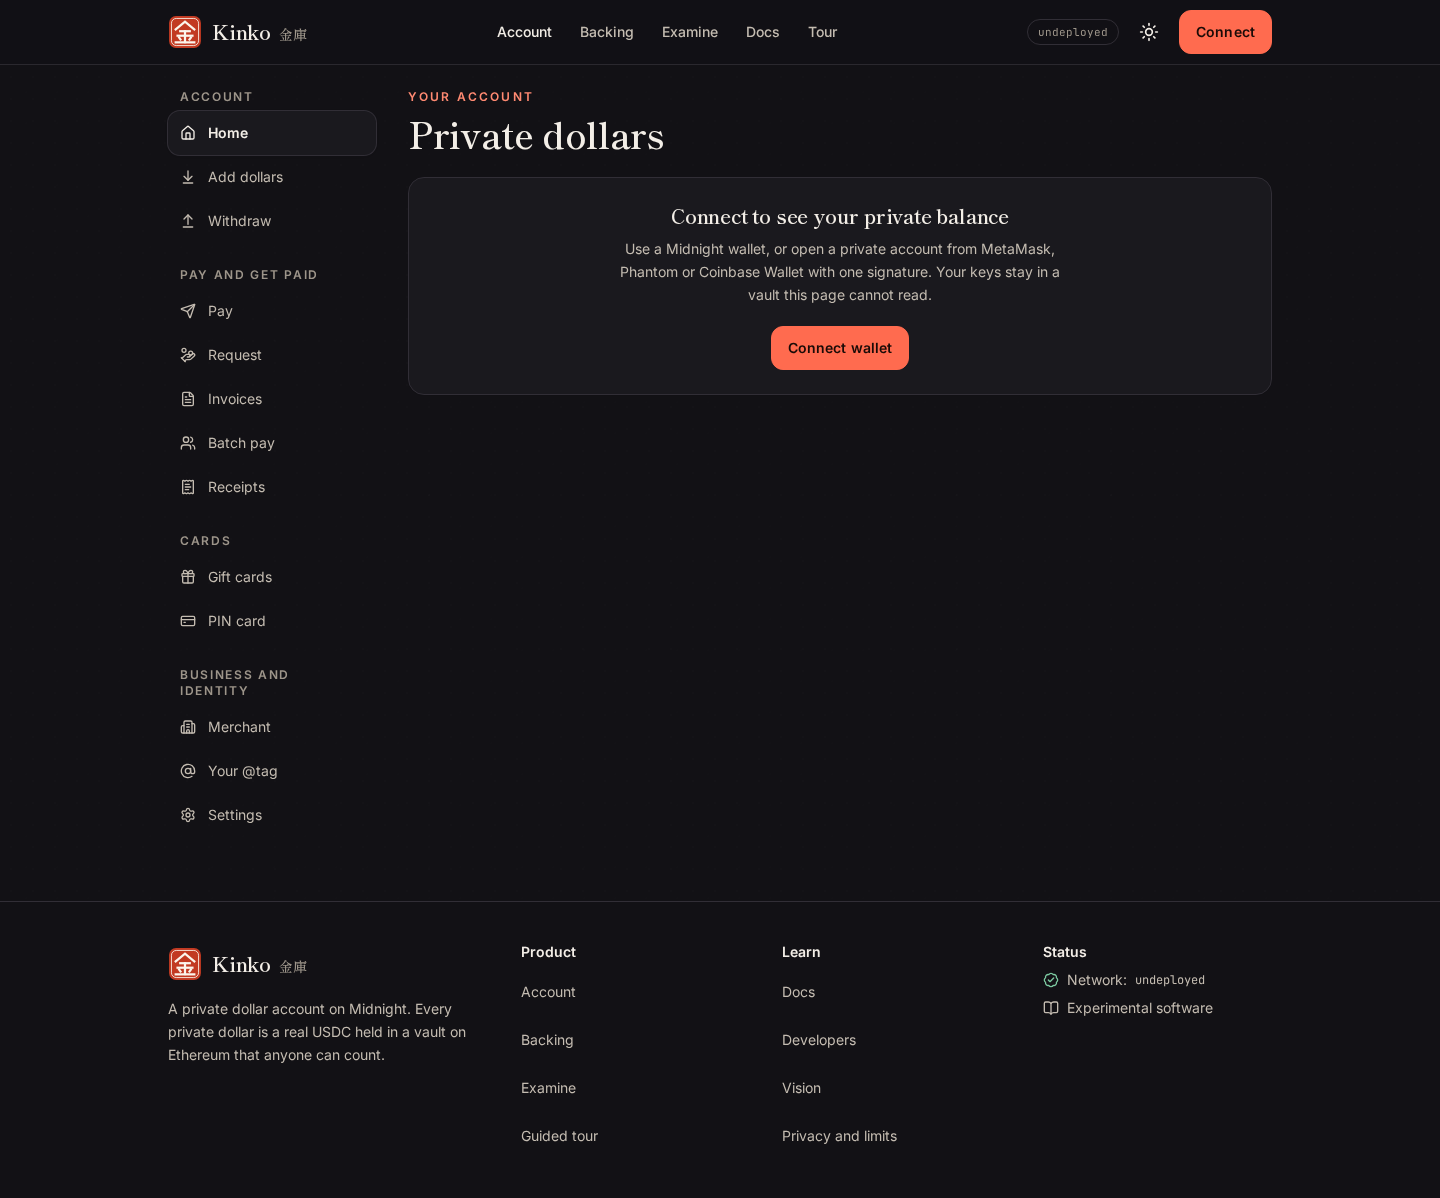 金 Kinko 金庫
Account Backing Examine Docs Tour
undeployed
Connect
ACCOUNT
Home
Add dollars
Withdraw
PAY AND GET PAID
Pay
Request
Invoices
Batch pay
Receipts
CARDS
Gift cards
PIN card
BUSINESS AND
IDENTITY
Merchant
Your @tag
Settings
YOUR ACCOUNT
Private dollars
Connect to see your private balance
Use a Midnight wallet, or open a private account from MetaMask,
Phantom or Coinbase Wallet with one signature. Your keys stay in a
vault this page cannot read.
Connect wallet
金 Kinko 金庫
A private dollar account on Midnight. Every
private dollar is a real USDC held in a vault on
Ethereum that anyone can count.
Product
Account
Backing
Examine
Guided tour
Learn
Docs
Developers
Vision
Privacy and limits
Status
Network: undeployed
Experimental software